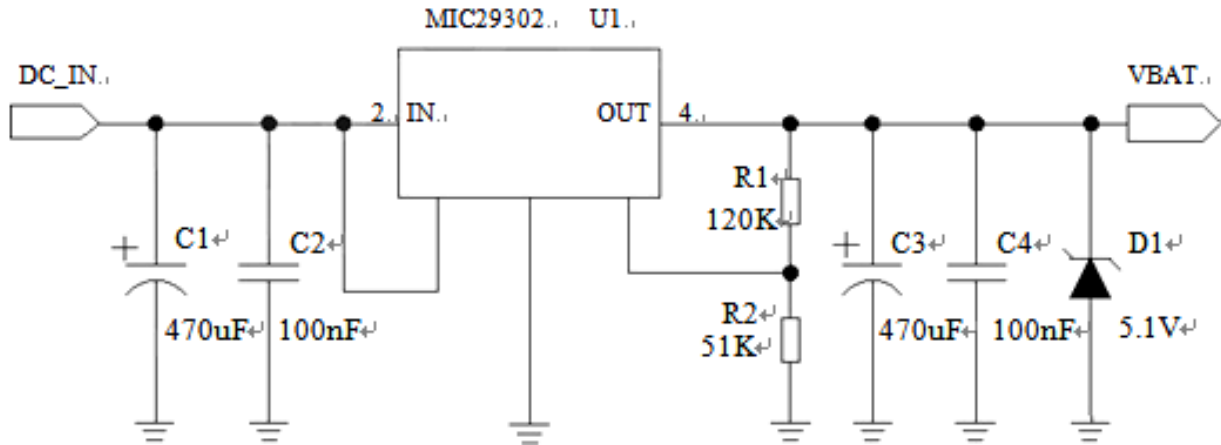 MIC29302 U1
DC_IN
VBAT
2 IN
OUT 4
R1
120K
C1
C2
C3
C4
D1
R2
51K
470uF
100nF
470uF
100nF
5.1V
+
+